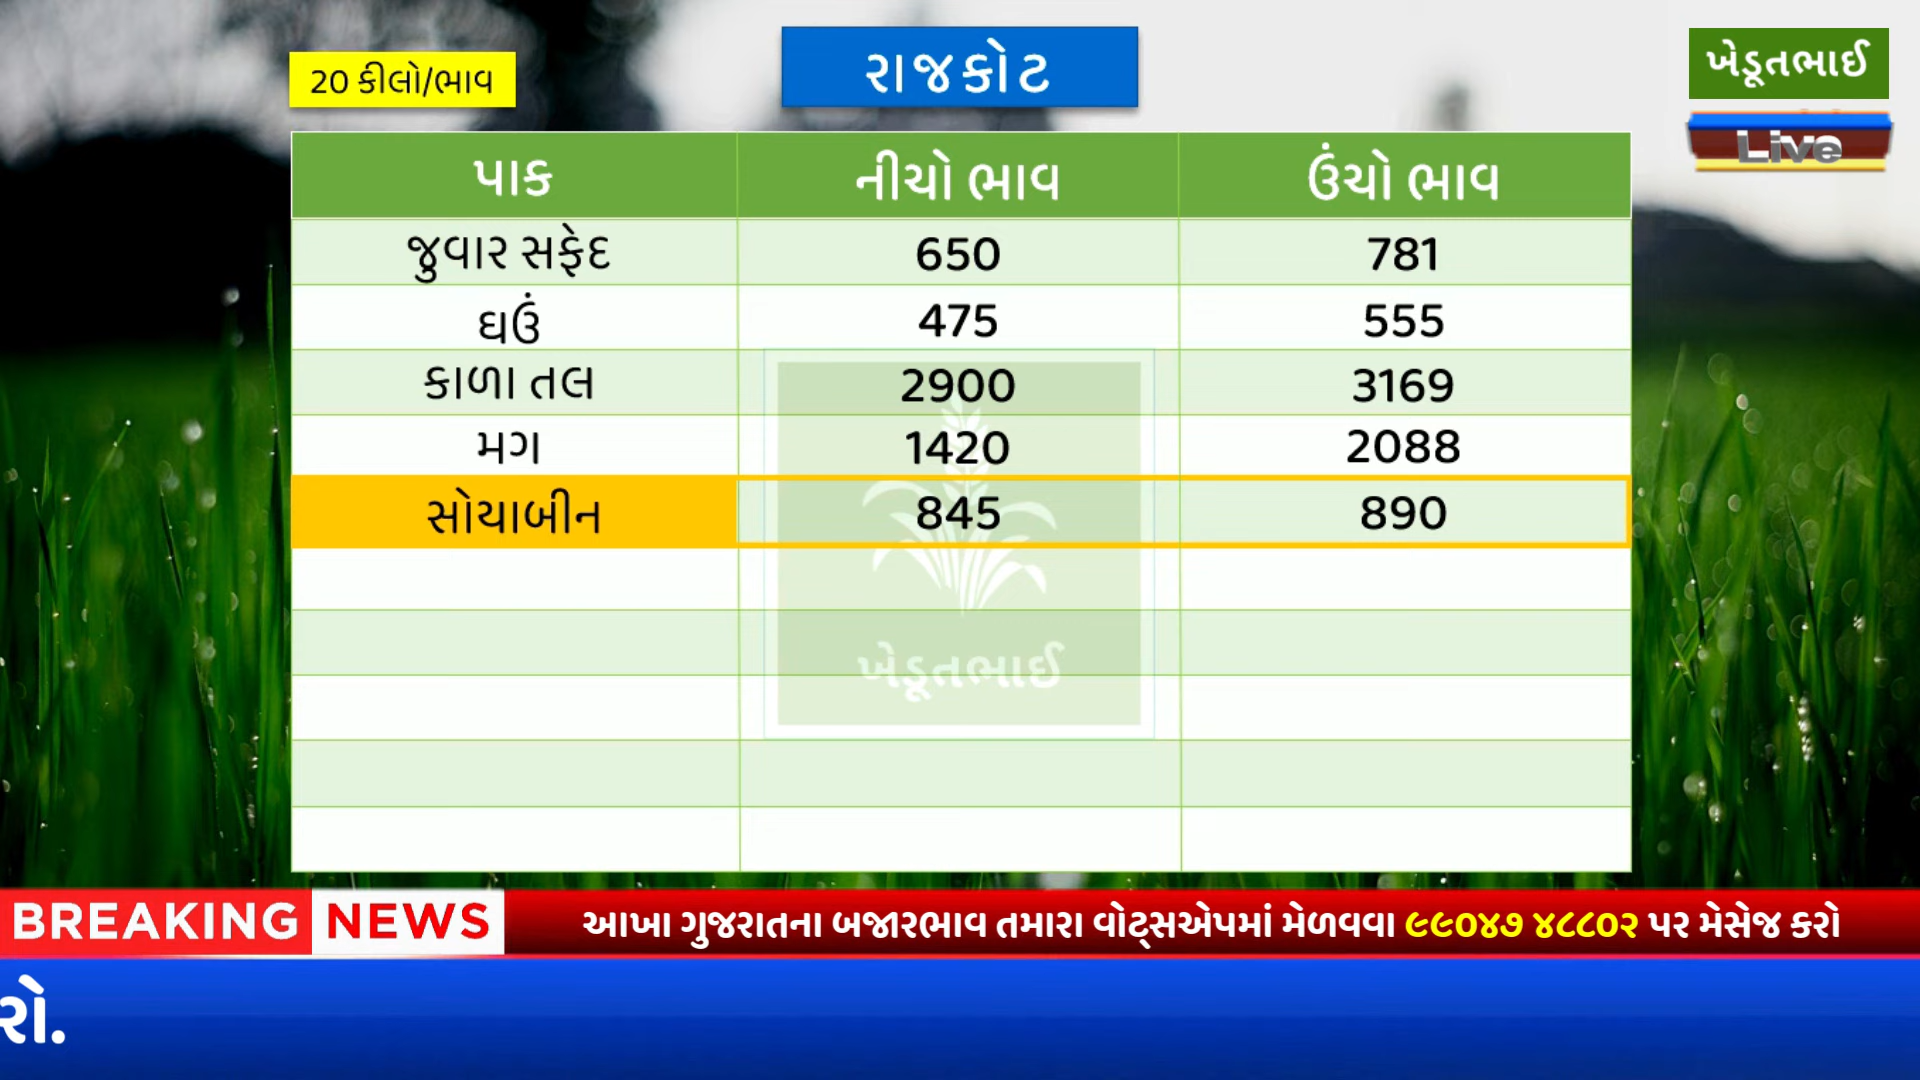 20 કીલો/ભાવ
રાજકોટ
ખેડૂતભાઈ
Live
પાક નીચો ભાવ ઉંચો ભાવ
જુવાર સફેદ 650 781
ઘઉં 475 555
કાળા તલ 2900 3169
મગ 1420 2088
સોયાબીન 845 890
ખેડૂતભાઈ
BREAKING NEWS આખા ગુજરાતના બજારભાવ તમારા વોટ્સએપમાં મેળવવા ૯૯૦૪૭ ૪૮૮૦૨ પર મેસેજ કરો
રો.